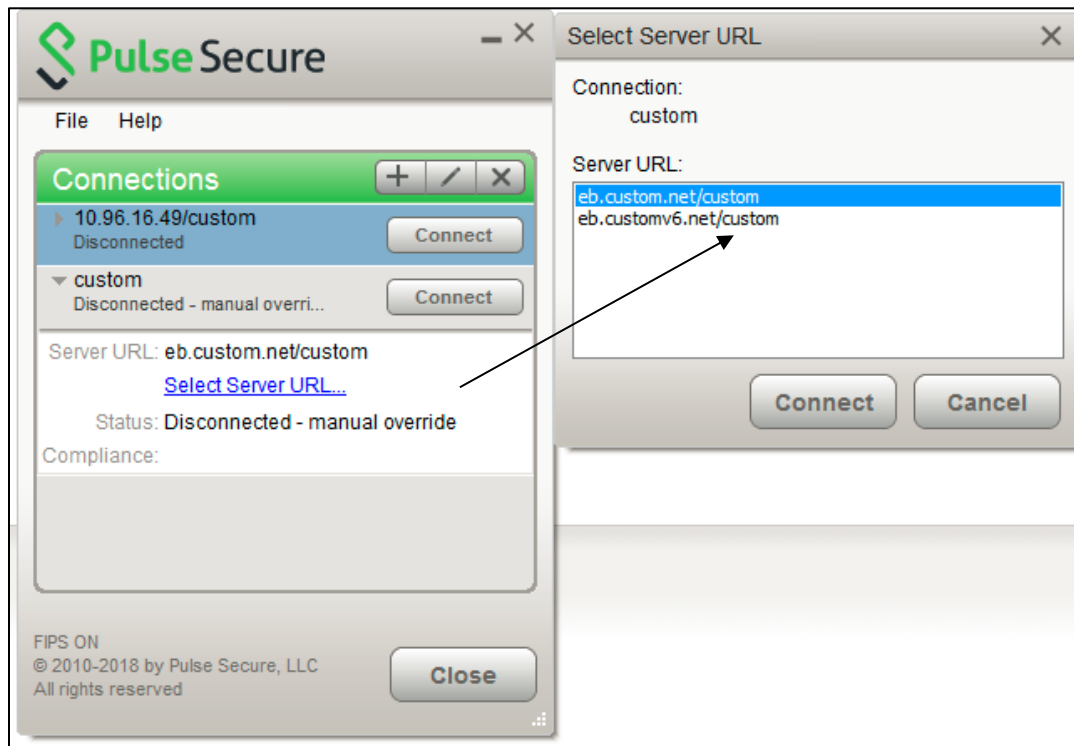 Pulse Secure
File Help
Connections
10.96.16.49/custom
Disconnected
Connect
custom
Disconnected - manual overri...
Connect
Server URL: eb.custom.net/custom
Select Server URL...
Status: Disconnected - manual override
Compliance:
FIPS ON
© 2010-2018 by Pulse Secure, LLC
All rights reserved
Close
Select Server URL
Connection:
custom
Server URL:
eb.custom.net/custom
eb.customv6.net/custom
Connect Cancel